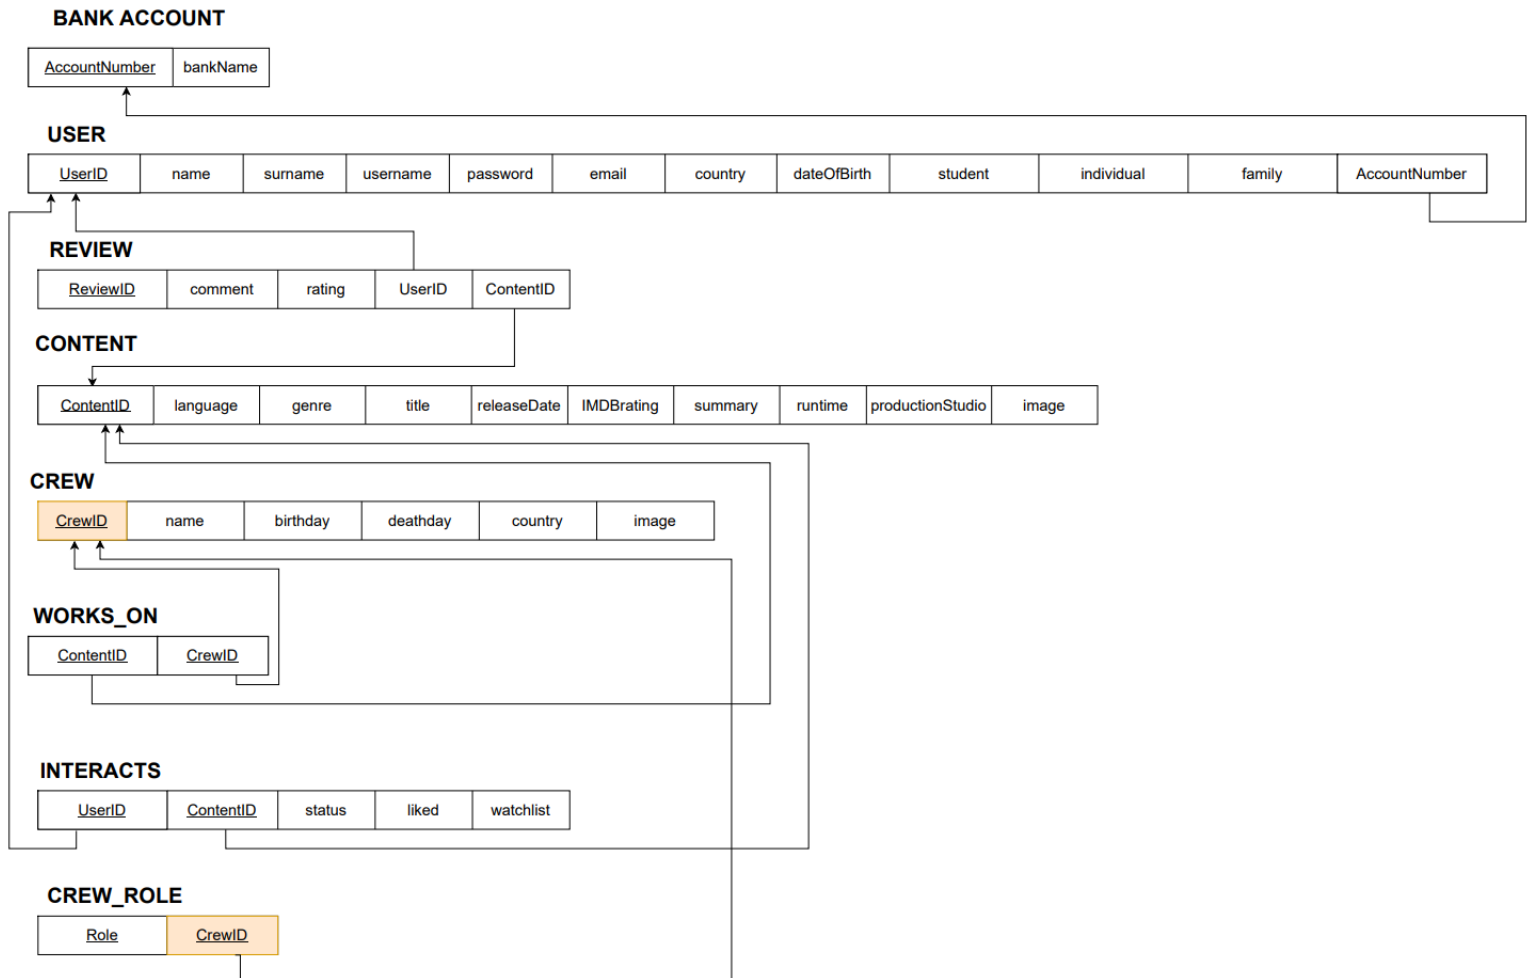 BANK ACCOUNT
AccountNumber bankName
USER
UserID name surname username password email country dateOfBirth student individual family AccountNumber
REVIEW
ReviewID comment rating UserID ContentID
CONTENT
ContentID language genre title releaseDate IMDBrating summary runtime productionStudio image
CREW
CrewID name birthday deathday country image
WORKS_ON
ContentID CrewID
INTERACTS
UserID ContentID status liked watchlist
CREW_ROLE
Role CrewID